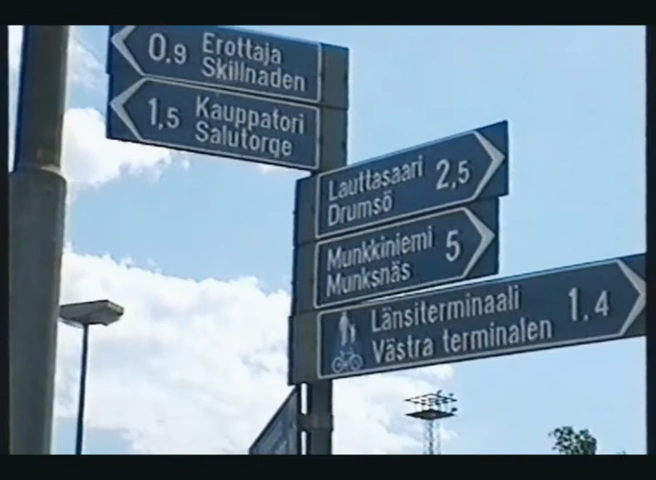 0.9 Erottaja
Skillnaden
1,5 Kauppatori
Salutorge
Lauttasaari 2,5
Drumsö
Munkkiniemi 5
Munksnäs
Länsiterminaali 1.4
Västra terminalen